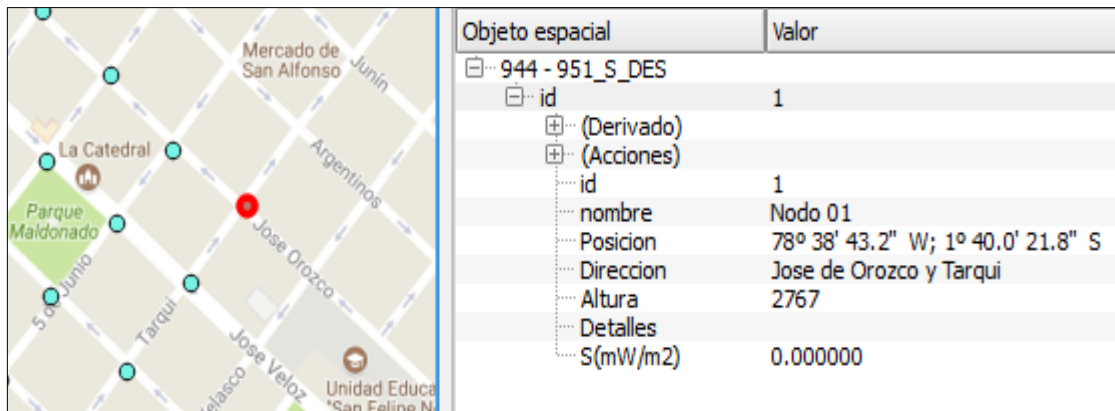 Mercado de
San Alfonso
Junín
La Catedral
Argentinos
Parque
Maldonado
Jose Orozco
5 de Junio
Tarqui
Jose Veloz
elasco
Unidad Educa
"San Felipe N
Objeto espacial Valor
944 - 951_S_DES
id 1
(Derivado)
(Acciones)
id 1
nombre Nodo 01
Posicion 78º 38' 43.2" W; 1º 40.0' 21.8" S
Direccion Jose de Orozco y Tarqui
Altura 2767
Detalles
S(mW/m2) 0.000000